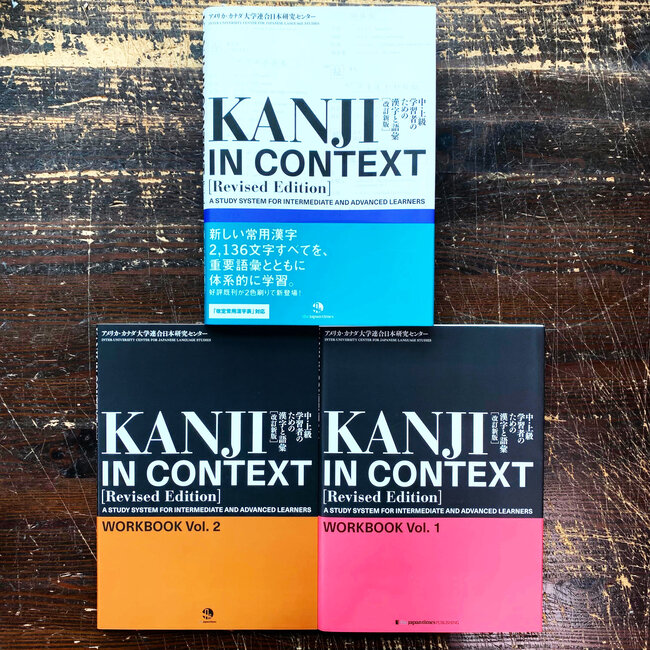 アメリカ・カナダ大学連合日本研究センター
INTER-UNIVERSITY CENTER FOR JAPANESE LANGUAGE STUDIES
KANJI
IN CONTEXT
中・上級
学習者の
ための
漢字と語彙
[改訂新版]
[Revised Edition]
A STUDY SYSTEM FOR INTERMEDIATE AND ADVANCED LEARNERS
新しい常用漢字
2,136文字すべてを、
重要語彙とともに
体系的に学習。
好評既刊が2色刷りで新登場!
「改定常用漢字表」対応
the japan times
アメリカ・カナダ大学連合日本研究センター
INTER-UNIVERSITY CENTER FOR JAPANESE LANGUAGE STUDIES
KANJI
IN CONTEXT
中・上級
学習者の
ための
漢字と語彙
[改訂新版]
[Revised Edition]
A STUDY SYSTEM FOR INTERMEDIATE AND ADVANCED LEARNERS
WORKBOOK Vol. 2
アメリカ・カナダ大学連合日本研究センター
INTER-UNIVERSITY CENTER FOR JAPANESE LANGUAGE STUDIES
KANJI
IN CONTEXT
中・上級
学習者の
ための
漢字と語彙
[改訂新版]
[Revised Edition]
A STUDY SYSTEM FOR INTERMEDIATE AND ADVANCED LEARNERS
WORKBOOK Vol. 1
japantimes PUBLISHING